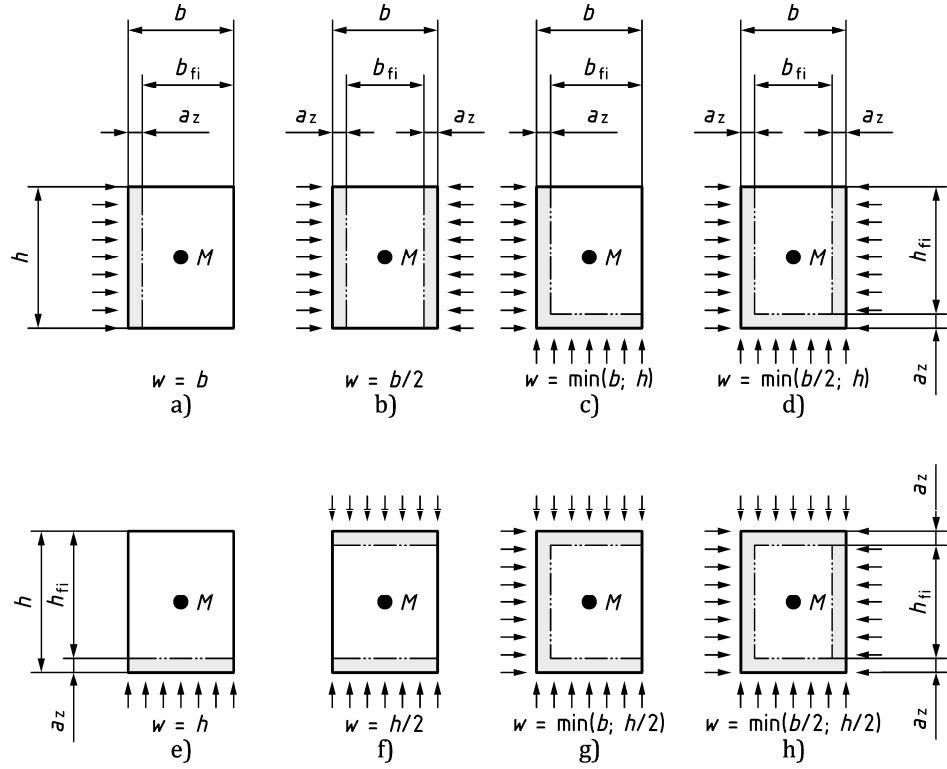 b b b b
b_fi b_fi b_fi b_fi
a_z a_z a_z a_z a_z a_z
h M M M M h_fi
a_z
w = b w = b/2 w = min(b; h) w = min(b/2; h)
a) b) c) d)
a_z
h h_fi M M M M h_fi
a_z a_z
w = h w = h/2 w = min(b; h/2) w = min(b/2; h/2)
e) f) g) h)